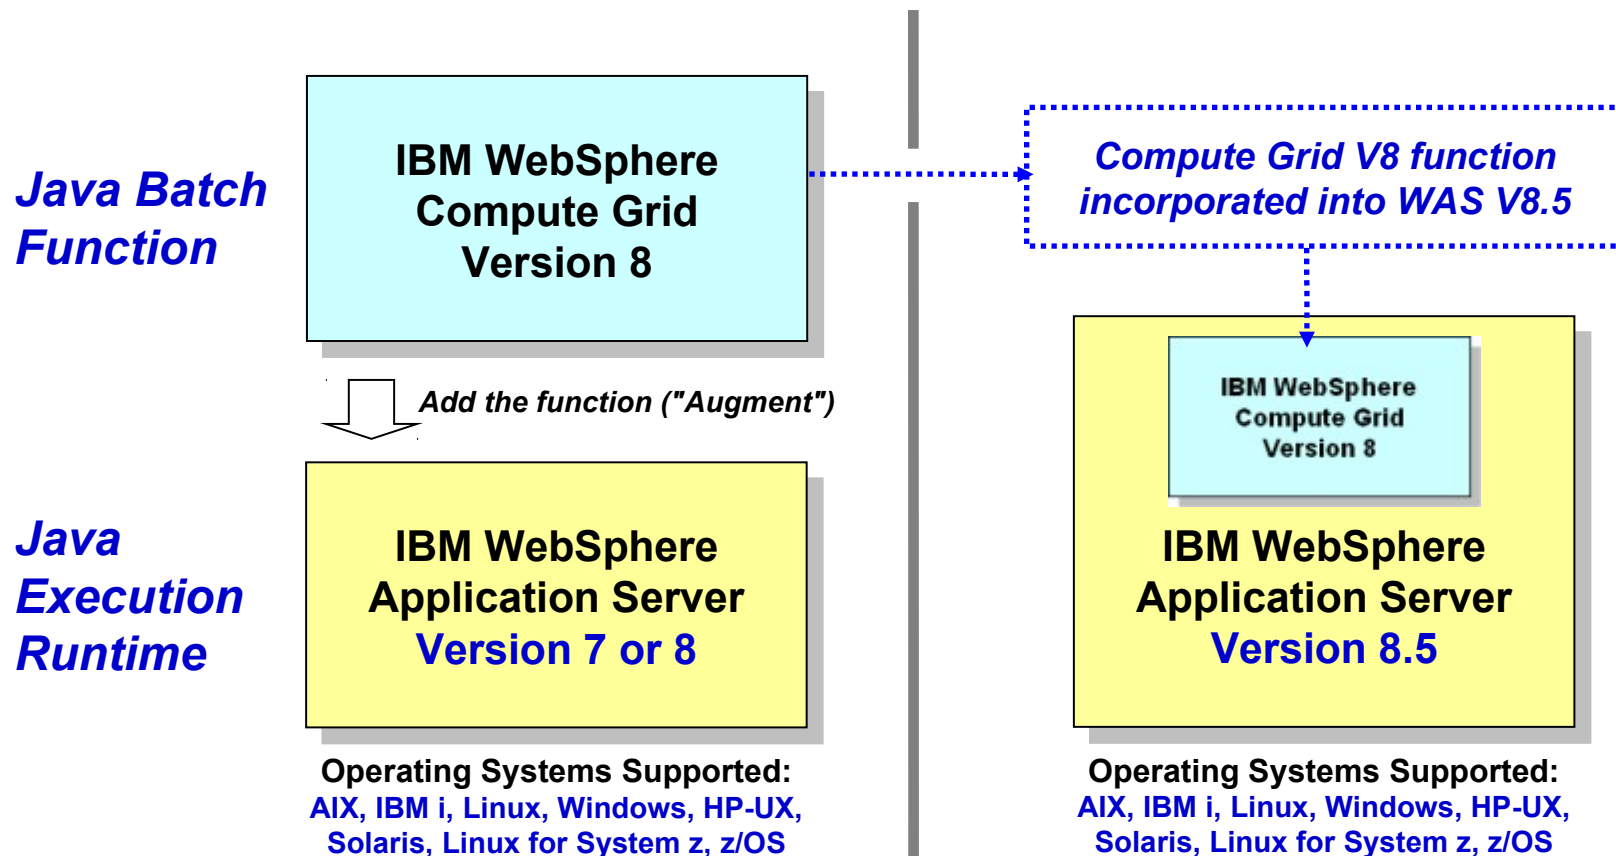 Java Batch
Function
IBM WebSphere
Compute Grid
Version 8
Add the function ("Augment")
Java
Execution
Runtime
IBM WebSphere
Application Server
Version 7 or 8
Operating Systems Supported:
AIX, IBM i, Linux, Windows, HP-UX,
Solaris, Linux for System z, z/OS
Compute Grid V8 function
incorporated into WAS V8.5
IBM WebSphere
Compute Grid
Version 8
IBM WebSphere
Application Server
Version 8.5
Operating Systems Supported:
AIX, IBM i, Linux, Windows, HP-UX,
Solaris, Linux for System z, z/OS